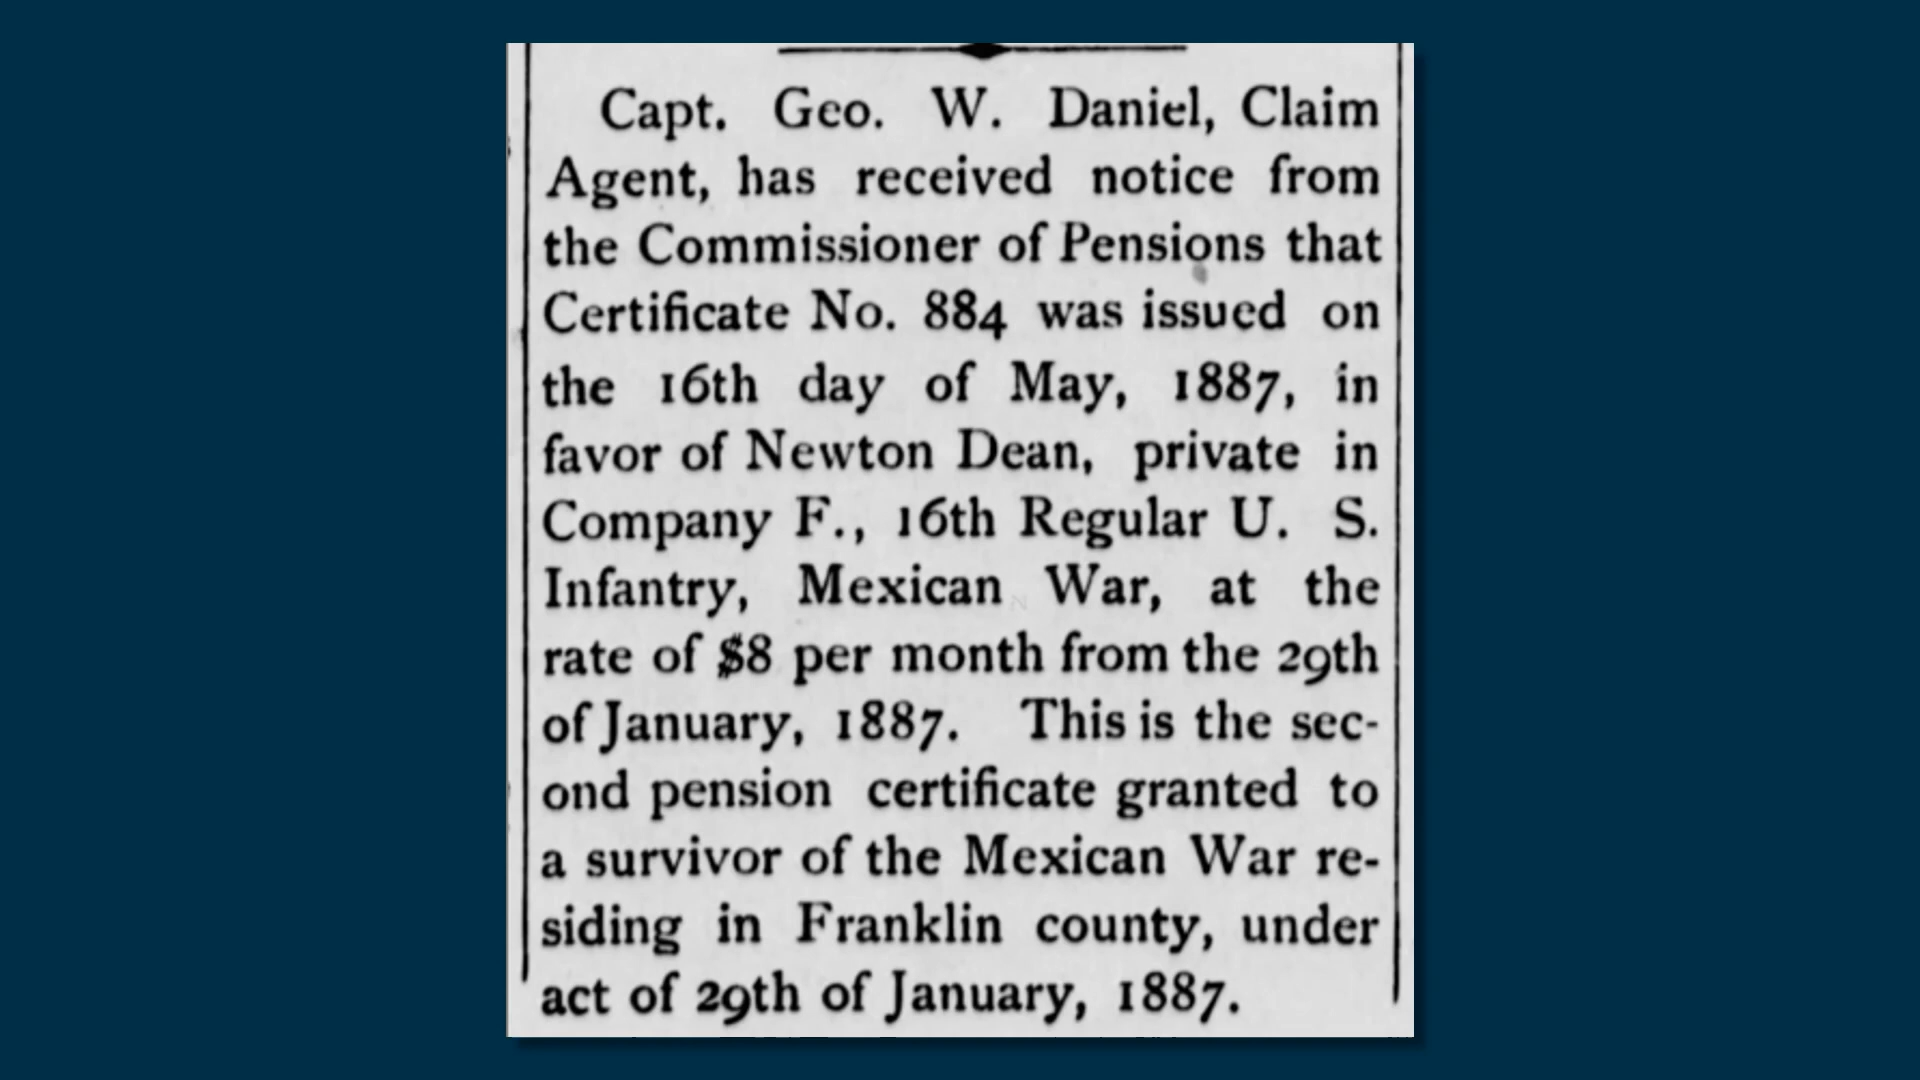 Capt. Geo. W. Daniel, Claim
Agent, has received notice from
the Commissioner of Pensions that
Certificate No. 884 was issued on
the 16th day of May, 1887, in
favor of Newton Dean, private in
Company F., 16th Regular U. S.
Infantry, Mexican War, at the
rate of $8 per month from the 29th
of January, 1887. This is the sec-
ond pension certificate granted to
a survivor of the Mexican War re-
siding in Franklin county, under
act of 29th of January, 1887.